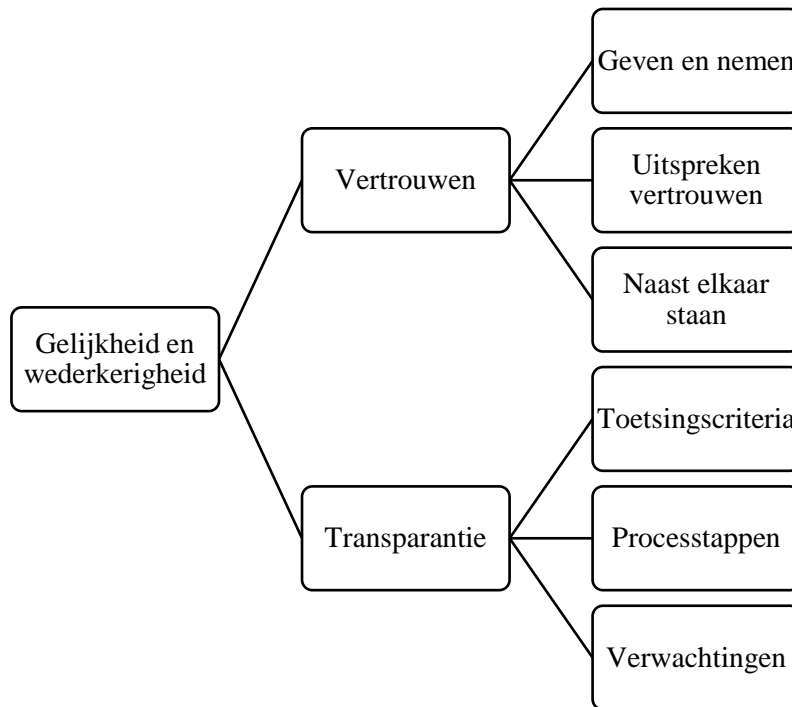 Geven en nemen
Vertrouwen
Uitspreken
vertrouwen
Naast elkaar
staan
Gelijkheid en
wederkerigheid
Toetsingscriteria
Transparantie
Processtappen
Verwachtingen